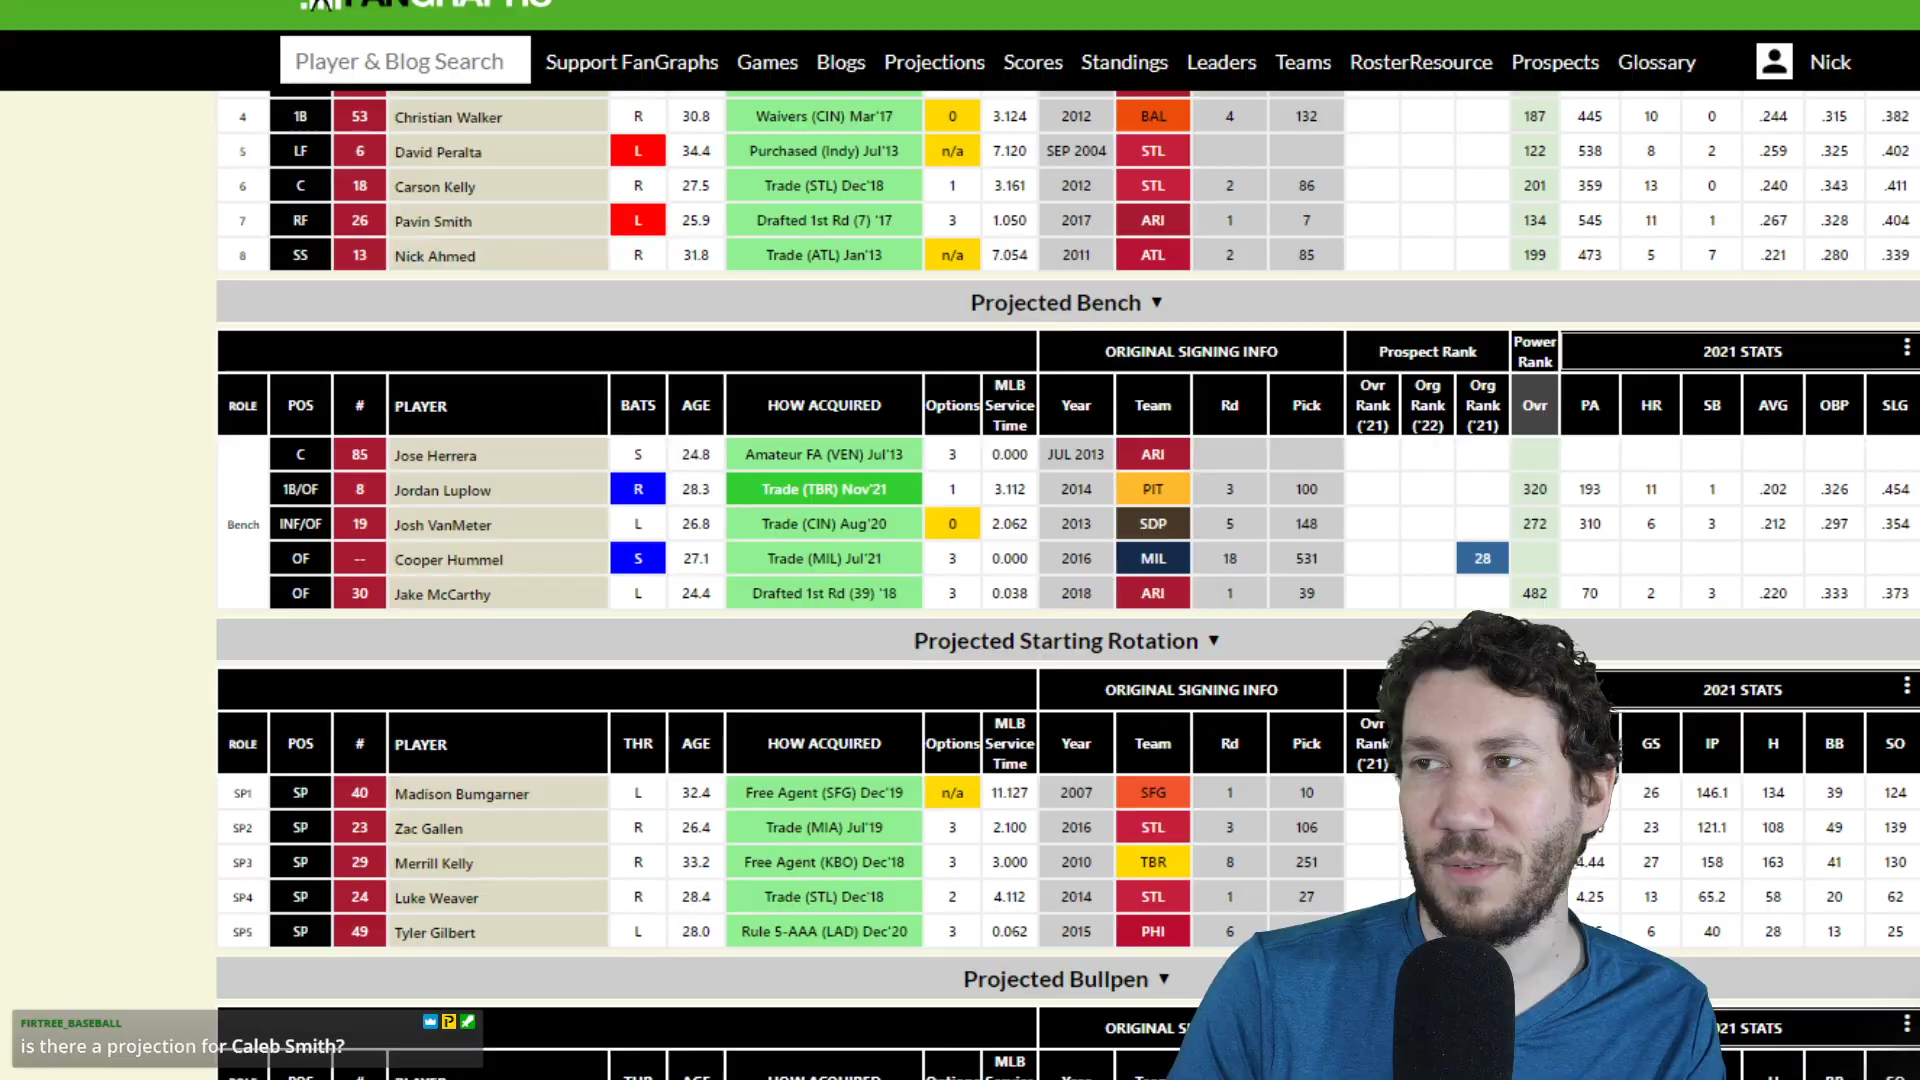 FANGRAPHS
Player & Blog Search Support FanGraphs Games Blogs Projections Scores Standings Leaders Teams RosterResource Prospects Glossary Nick
4 1B 53 Christian Walker R 30.8 Waivers (CIN) Mar'17 0 3.124 2012 BAL 4 132 187 445 10 0 .244 .315 .382
5 LF 6 David Peralta L 34.4 Purchased (Indy) Jul'13 n/a 7.120 SEP 2004 STL 122 538 8 2 .259 .325 .402
6 C 18 Carson Kelly R 27.5 Trade (STL) Dec'18 1 3.161 2012 STL 2 86 201 359 13 0 .240 .343 .411
7 RF 26 Pavin Smith L 25.9 Drafted 1st Rd (7) '17 3 1.050 2017 ARI 1 7 134 545 11 1 .267 .328 .404
8 SS 13 Nick Ahmed R 31.8 Trade (ATL) Jan'13 n/a 7.054 2011 ATL 2 85 199 473 5 7 .221 .280 .339
Projected Bench ▼
ORIGINAL SIGNING INFO Prospect Rank Power Rank 2021 STATS
ROLE POS # PLAYER BATS AGE HOW ACQUIRED Options MLB Service Time Year Team Rd Pick Ovr Rank ('21) Org Rank ('22) Org Rank ('21) Ovr PA HR SB AVG OBP SLG
C 85 Jose Herrera S 24.8 Amateur FA (VEN) Jul'13 3 0.000 JUL 2013 ARI
1B/OF 8 Jordan Luplow R 28.3 Trade (TBR) Nov'21 1 3.112 2014 PIT 3 100 320 193 11 1 .202 .326 .454
Bench INF/OF 19 Josh VanMeter L 26.8 Trade (CIN) Aug'20 0 2.062 2013 SDP 5 148 272 310 6 3 .212 .297 .354
OF -- Cooper Hummel S 27.1 Trade (MIL) Jul'21 3 0.000 2016 MIL 18 531 28
OF 30 Jake McCarthy L 24.4 Drafted 1st Rd (39) '18 3 0.038 2018 ARI 1 39 482 70 2 3 .220 .333 .373
Projected Starting Rotation ▼
ORIGINAL SIGNING INFO 2021 STATS
ROLE POS # PLAYER THR AGE HOW ACQUIRED Options MLB Service Time Year Team Rd Pick Ovr Rank ('21) GS IP H BB SO
SP1 SP 40 Madison Bumgarner L 32.4 Free Agent (SFG) Dec'19 n/a 11.127 2007 SFG 1 10 26 146.1 134 39 124
SP2 SP 23 Zac Gallen R 26.4 Trade (MIA) Jul'19 3 2.100 2016 STL 3 106 23 121.1 108 49 139
SP3 SP 29 Merrill Kelly R 33.2 Free Agent (KBO) Dec'18 3 3.000 2010 TBR 8 251 4.44 27 158 163 41 130
SP4 SP 24 Luke Weaver R 28.4 Trade (STL) Dec'18 2 4.112 2014 STL 1 27 4.25 13 65.2 58 20 62
SP5 SP 49 Tyler Gilbert L 28.0 Rule 5-AAA (LAD) Dec'20 3 0.062 2015 PHI 6 6 40 28 13 25
Projected Bullpen ▼
FIRTREE_BASEBALL
is there a projection for Caleb Smith?
ORIGINAL 2021 STATS
MLB
ROLE POS # PLAYER THR AGE HOW ACQUIRED Options Service Year Team Rd Pick